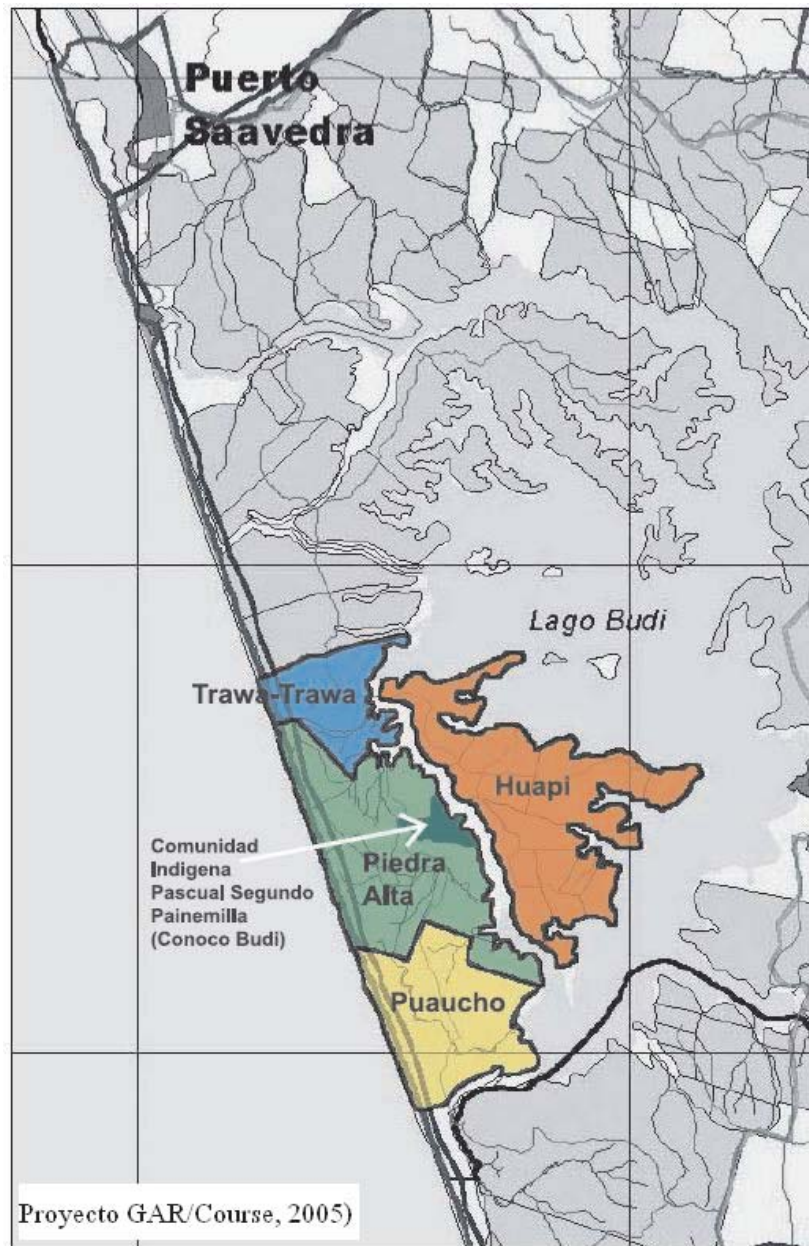 Puerto
Saavedra
Lago Budi
Trawa-Trawa
Huapi
Comunidad
Indigena
Pascual Segundo
Painemilla
(Conoco Budi)
Piedra
Alta
Puaucho
Proyecto GAR/Course, 2005)